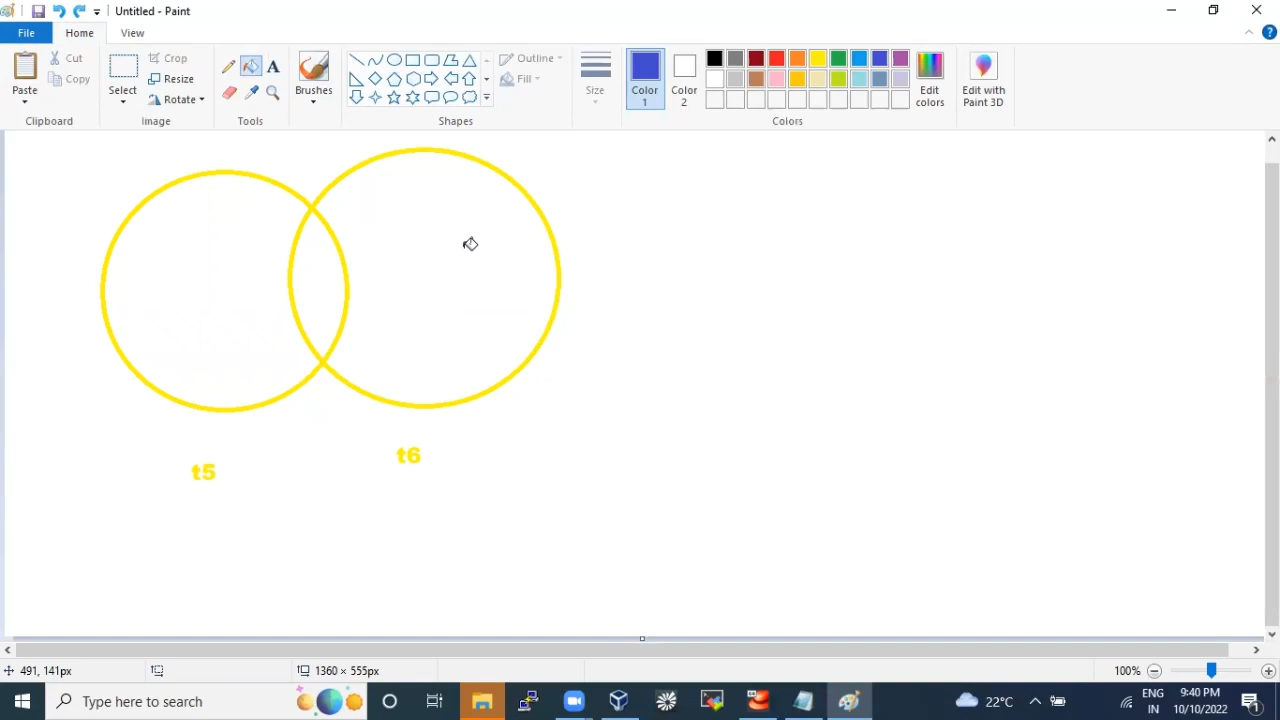 Untitled - Paint
File Home View
Paste
Cut
Copy
Clipboard
Select
Crop
Resize
Rotate
Image
A
Tools
Brushes
Shapes
Outline
Fill
Size
Color 1
Color 2
Edit colors
Colors
Edit with Paint 3D
t5
t6
491, 141px
1360 × 555px
100%
Type here to search
22°C
ENG
IN
9:40 PM
10/10/2022
1